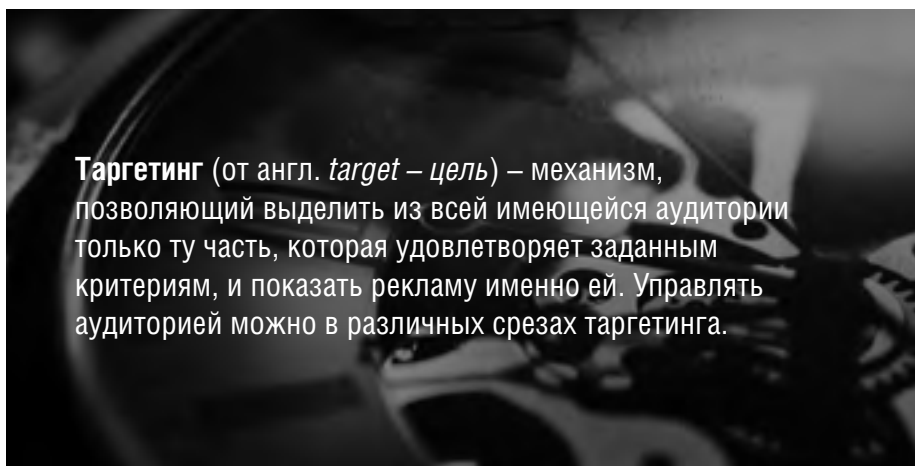 Таргетинг (от англ. target – цель) – механизм,
позволяющий выделить из всей имеющейся аудитории
только ту часть, которая удовлетворяет заданным
критериям, и показать рекламу именно ей. Управлять
аудиторией можно в различных срезах таргетинга.